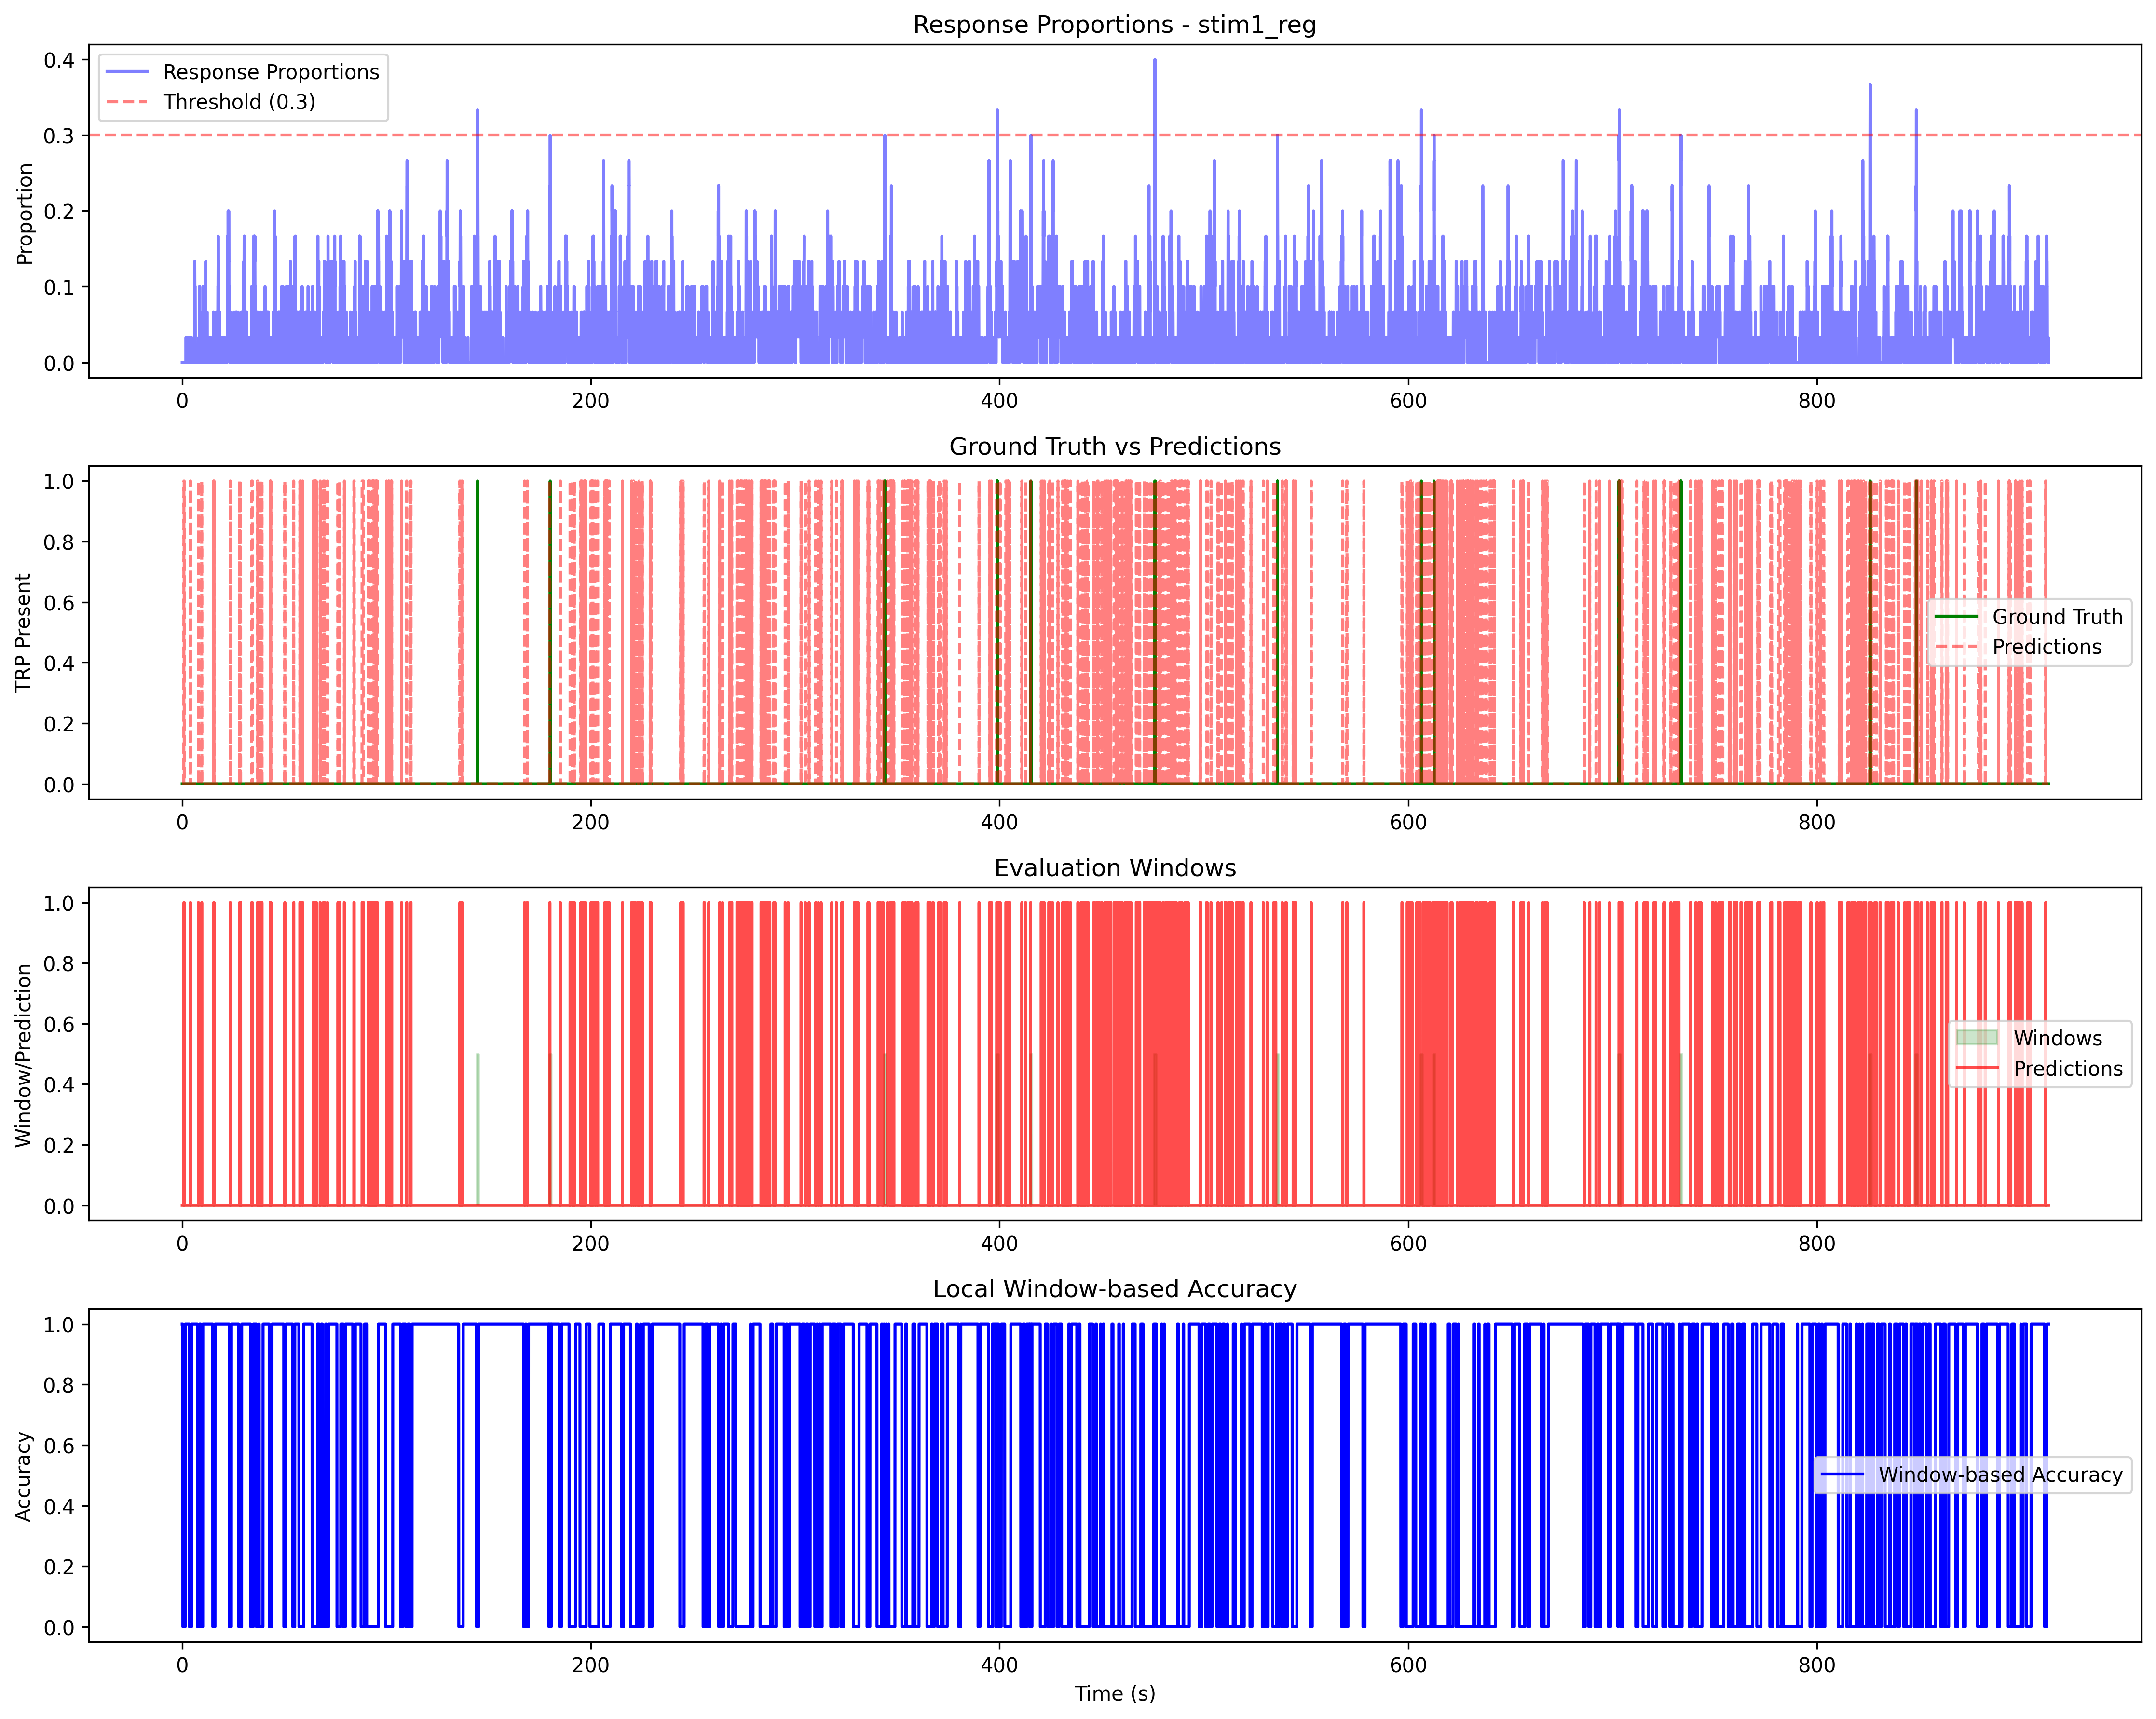 Response Proportions - stim1_reg
Response Proportions
Threshold (0.3)
Proportion
0.4
0.3
0.2
0.1
0.0
0
200
400
600
800
Ground Truth vs Predictions
TRP Present
1.0
0.8
0.6
0.4
0.2
0.0
Ground Truth
Predictions
0
200
400
600
800
Evaluation Windows
Window/Prediction
1.0
0.8
0.6
0.4
0.2
0.0
Windows
Predictions
0
200
400
600
800
Local Window-based Accuracy
Accuracy
1.0
0.8
0.6
0.4
0.2
0.0
Window-based Accuracy
0
200
400
600
800
Time (s)